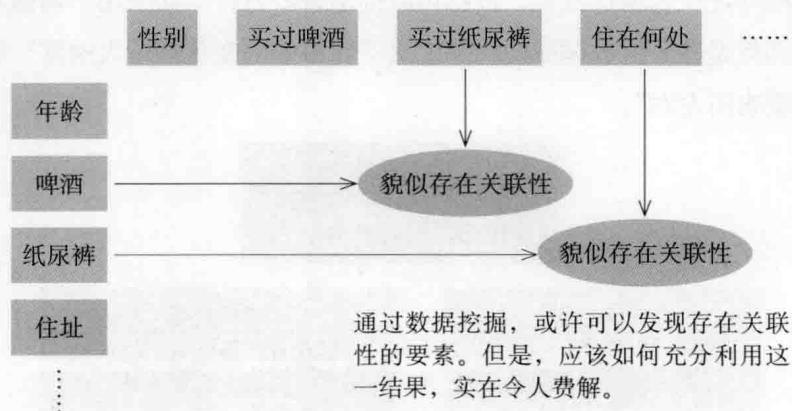 性别 买过啤酒 买过纸尿裤 住在何处 ……
年龄
啤酒 貌似存在关联性
纸尿裤 貌似存在关联性
住址
通过数据挖掘，或许可以发现存在关联
性的要素。但是，应该如何充分利用这
一结果，实在令人费解。
……